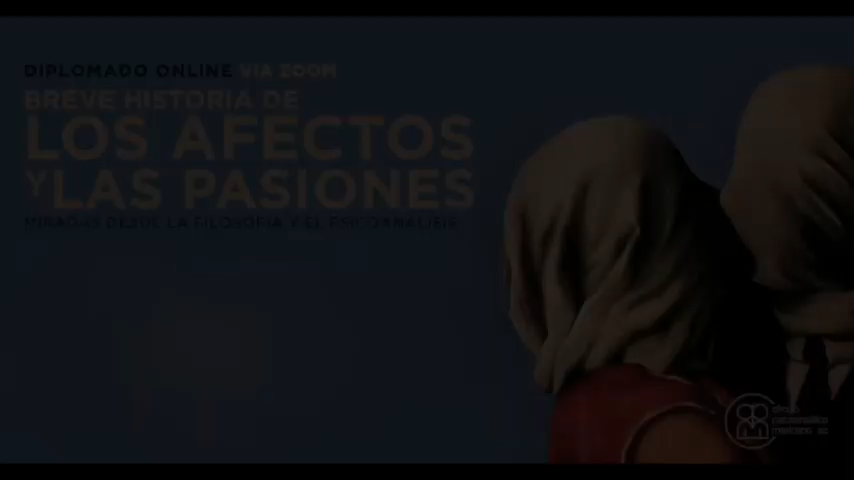 DIPLOMADO ONLINE VIA ZOOM
BREVE HISTORIA DE
LOS AFECTOS
Y LAS PASIONES
MIRADAS DESDE LA FILOSOFÍA Y EL PSICOANÁLISIS